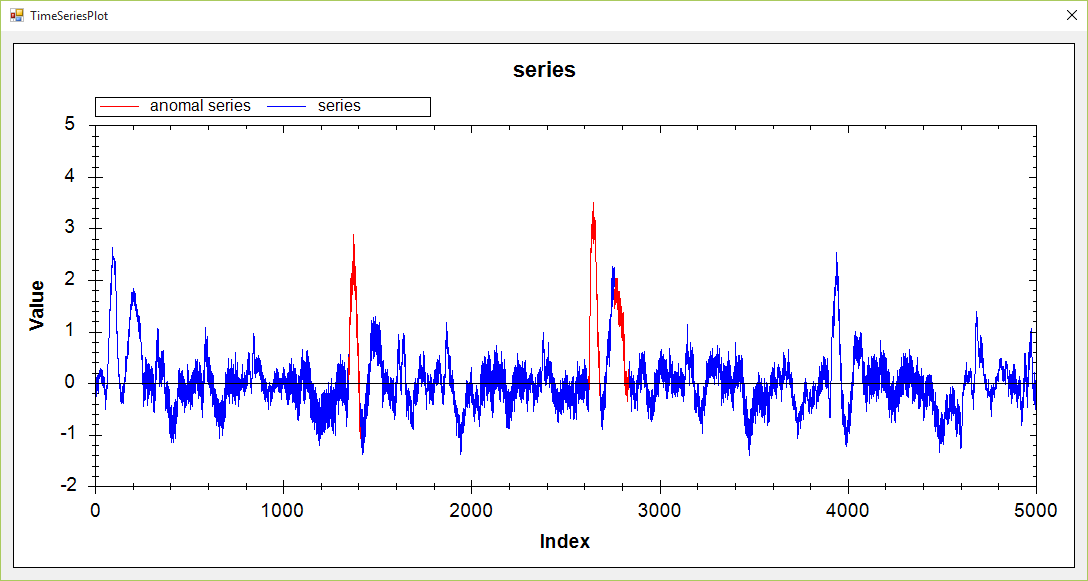 TimeSeriesPlot
series
anomal series series
5
4
3
2
1
0
-1
-2
Value
0 1000 2000 3000 4000 5000
Index